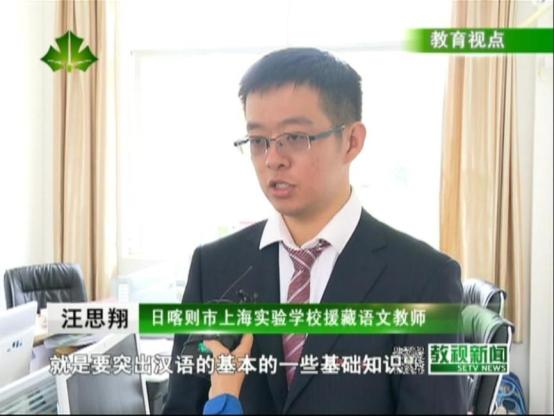 教育视点
汪思翔
日喀则市上海实验学校援藏语文教师
就是要突出汉语的基本的一些基础知识
教视新闻
SETV NEWS